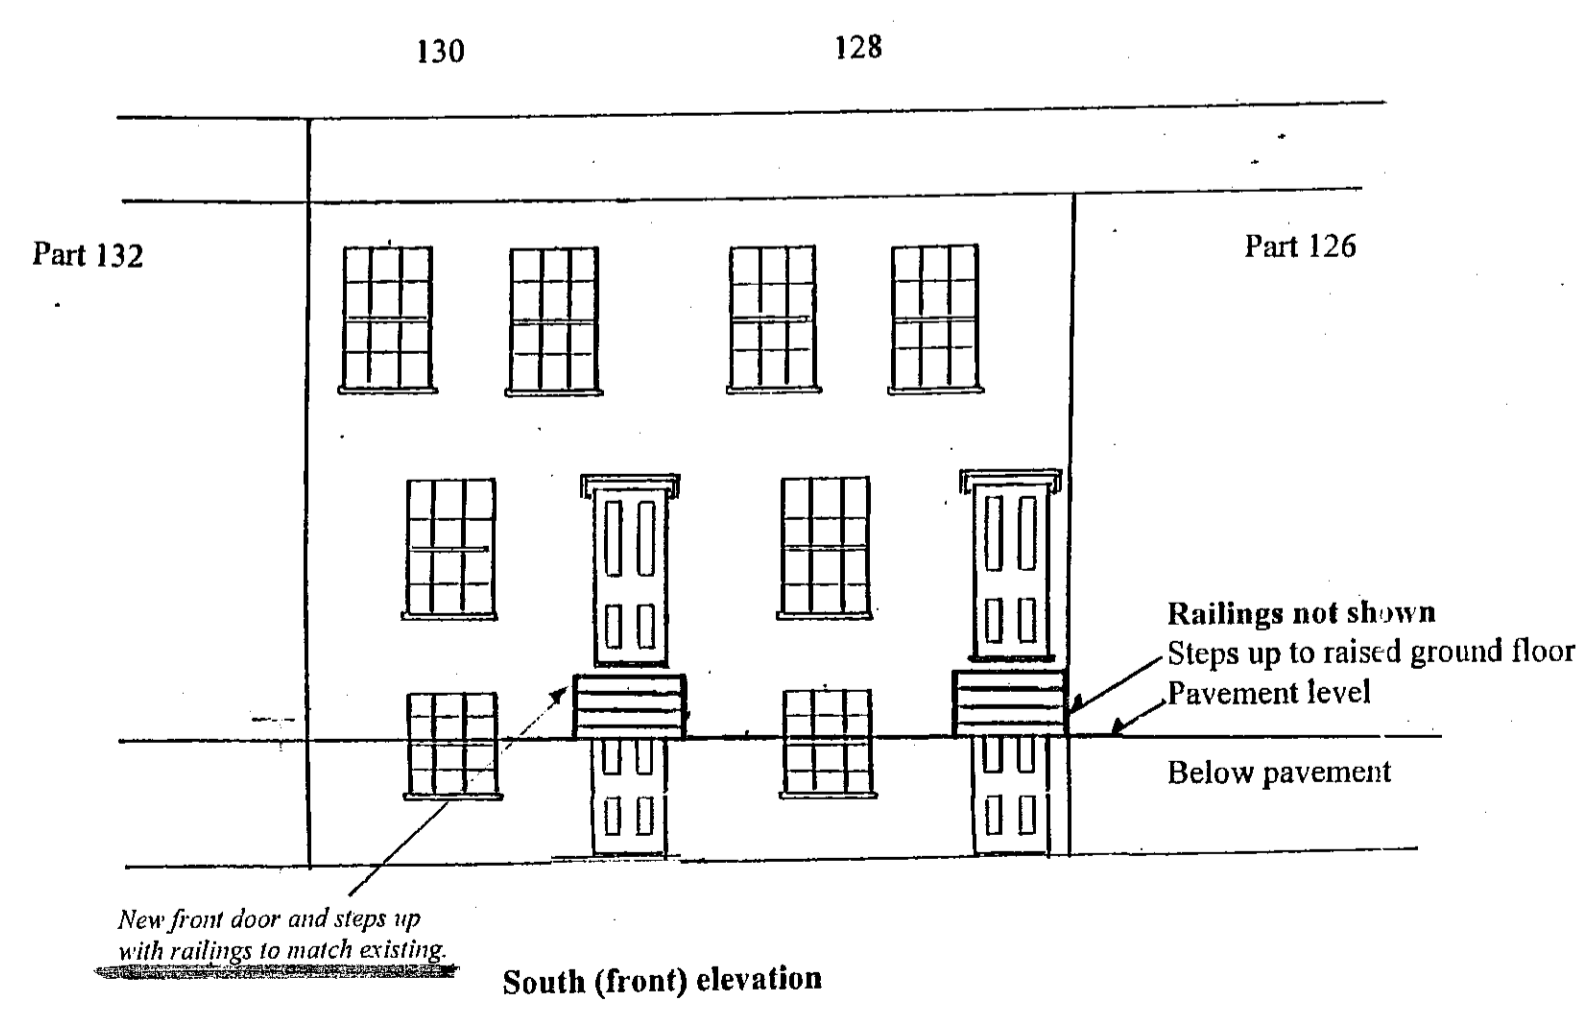 130
128
Part 132
Part 126
Railings not shown
Steps up to raised ground floor
Pavement level
Below pavement
New front door and steps up
with railings to match existing.
South (front) elevation